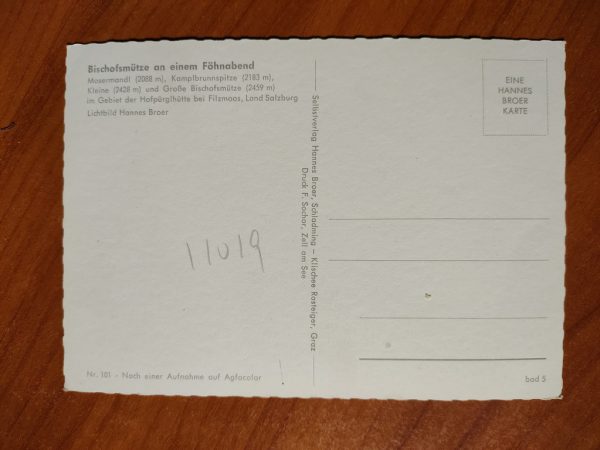 Bischofsmütze an einem Föhnabend
Mosermandl (2088 m), Kamplbrunnspitze (2183 m),
Kleine (2428 m) und Große Bischofsmütze (2459 m)
im Gebiet der Hofpürglhütte bei Filzmoos, Land Salzburg
Lichtbild Hannes Broer
11019
Nr. 181 - Nach einer Aufnahme auf Agfacolor
Selbstverlag Hannes Broer, Schladming – Klischee Rasteiger, Graz
Druck F. Sochor, Zell am See
EINE
HANNES
BROER
KARTE
bad 5